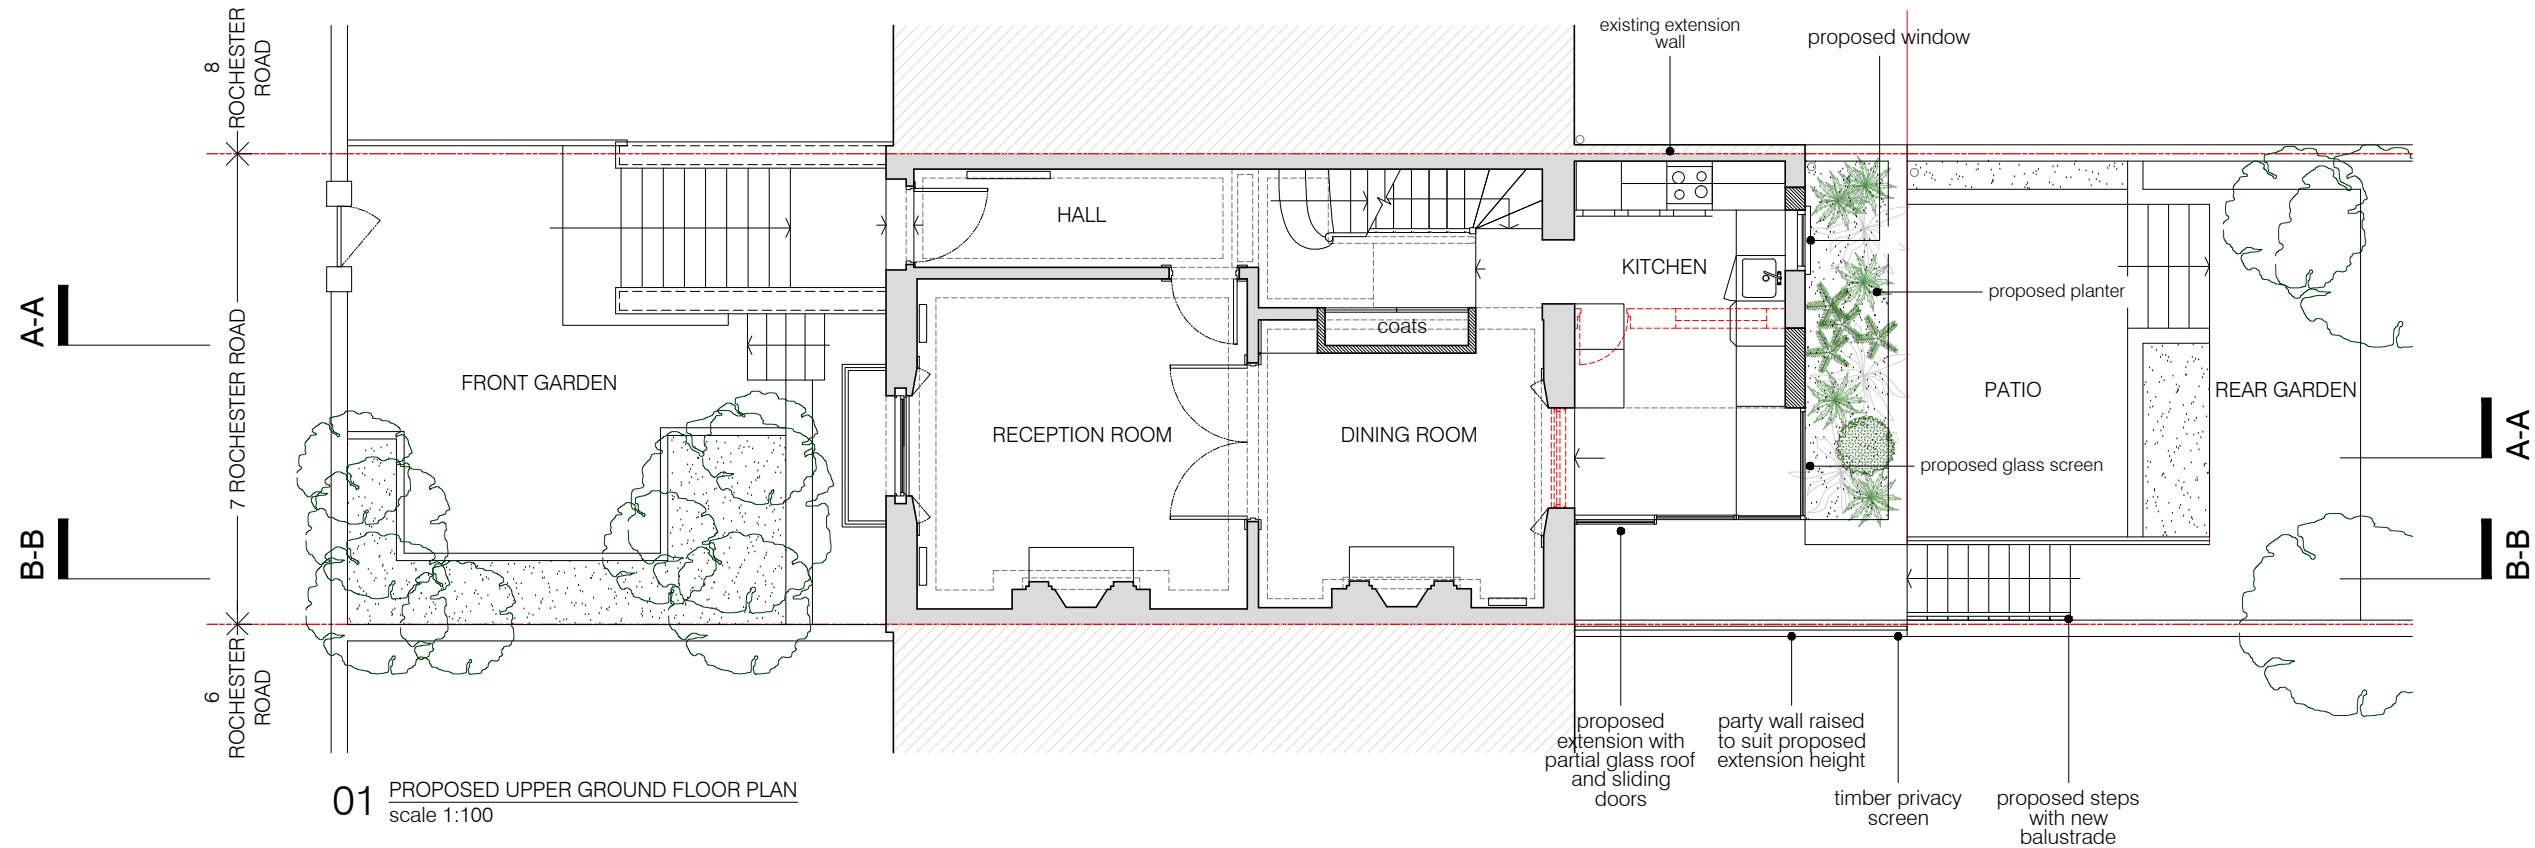 existing extension
wall
proposed window
8
ROCHESTER
ROAD
HALL
KITCHEN
proposed planter
A-A
coats
7 ROCHESTER ROAD
FRONT GARDEN
PATIO
REAR GARDEN
A-A
RECEPTION ROOM
DINING ROOM
proposed glass screen
B-B
B-B
6
ROCHESTER
ROAD
proposed
extension with
partial glass roof
and sliding
doors
party wall raised
to suit proposed
extension height
timber privacy
screen
proposed steps
with new
balustrade
01
PROPOSED UPPER GROUND FLOOR PLAN
scale 1:100